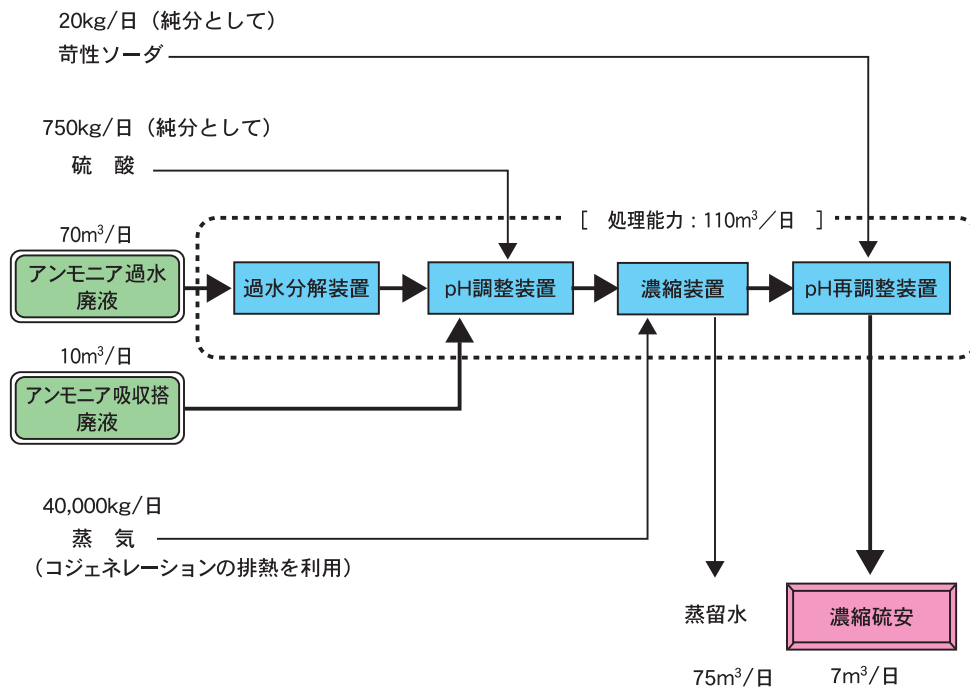 20kg/日（純分として）
苛性ソーダ
750kg/日（純分として）
硫　酸
[　処理能力：110m³／日　]
70m³/日
アンモニア過水
廃液
過水分解装置
pH調整装置
濃縮装置
pH再調整装置
10m³/日
アンモニア吸収搭
廃液
40,000kg/日
蒸　気
（コジェネレーションの排熱を利用）
蒸留水
濃縮硫安
75m³/日
7m³/日